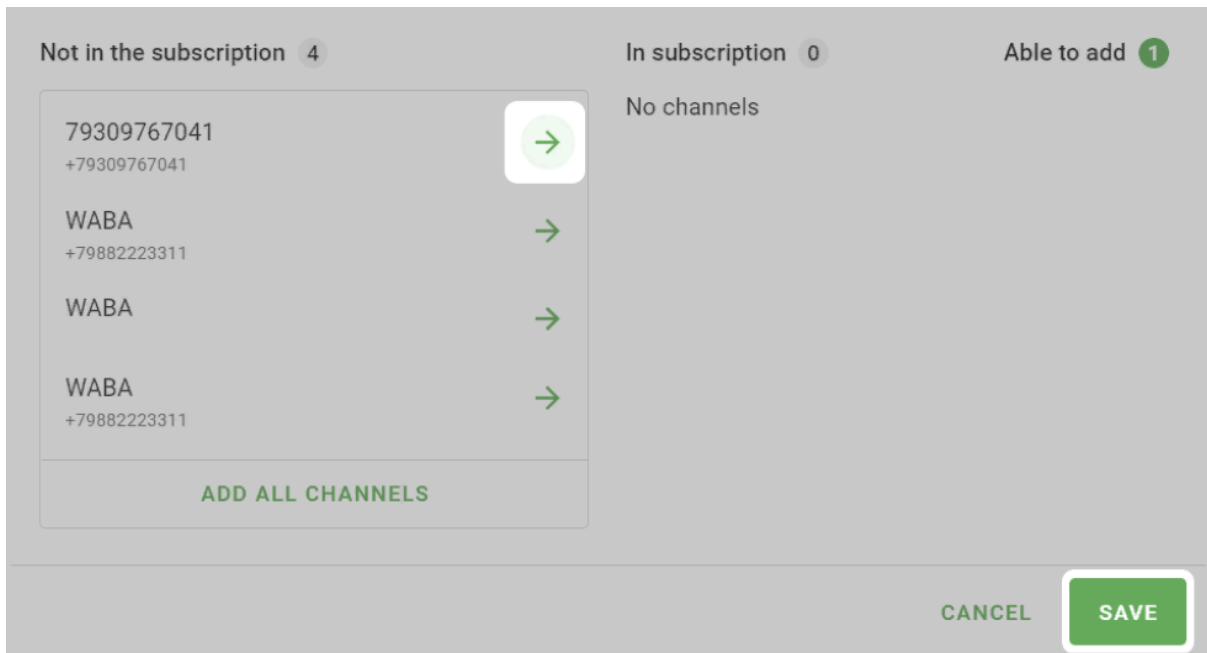 Not in the subscription 4
In subscription 0
Able to add 1
No channels
79309767041
+79309767041
WABA
+79882223311
WABA
WABA
+79882223311
ADD ALL CHANNELS
CANCEL
SAVE